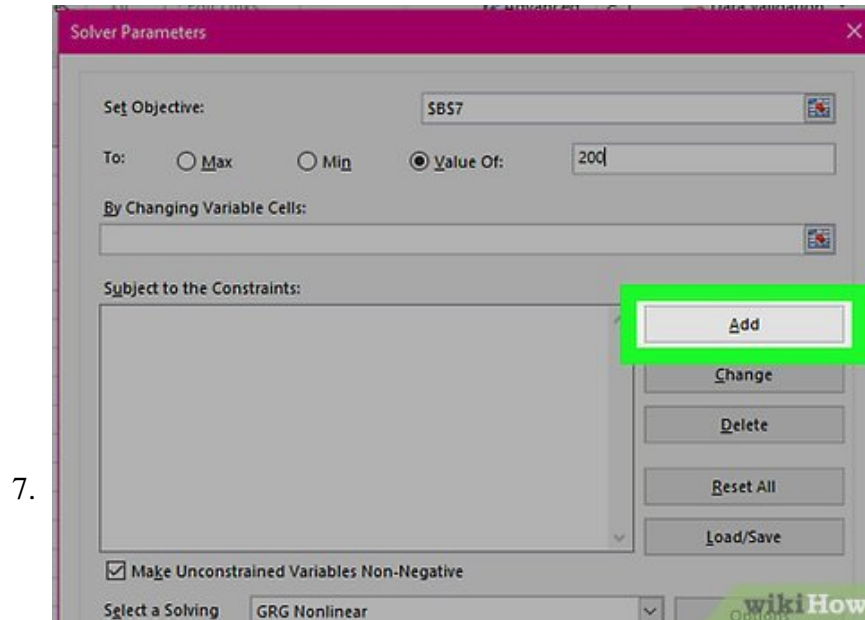 Solver Parameters
Set Objective: $B$7
To: Max Min Value Of: 200
By Changing Variable Cells:
Subject to the Constraints:
Add
Change
Delete
7.
Reset All
Load/Save
Make Unconstrained Variables Non-Negative
Select a Solving GRG Nonlinear
wikiHow